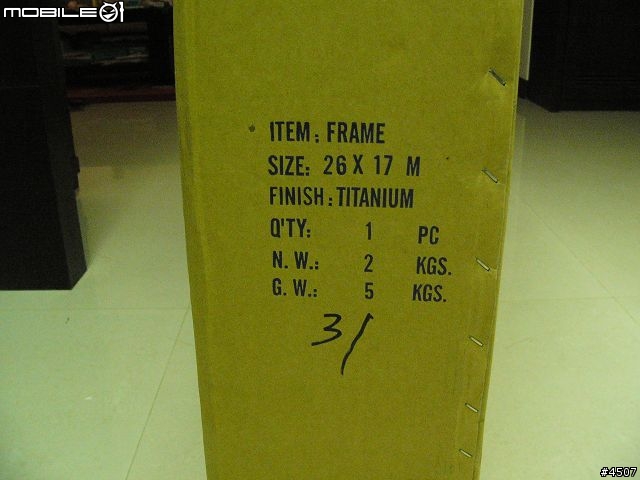 MOBILE01
ITEM: FRAME
SIZE: 26 X 17 M
FINISH: TITANIUM
Q'TY: 1 PC
N. W.: 2 KGS.
G. W.: 5 KGS.
31
#4507